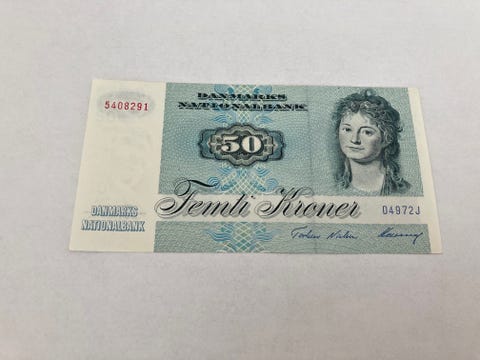 5408291
DANMARKS
NATIONALBANK
50
Femti Kroner
DANMARKS
NATIONALBANK
D4972J